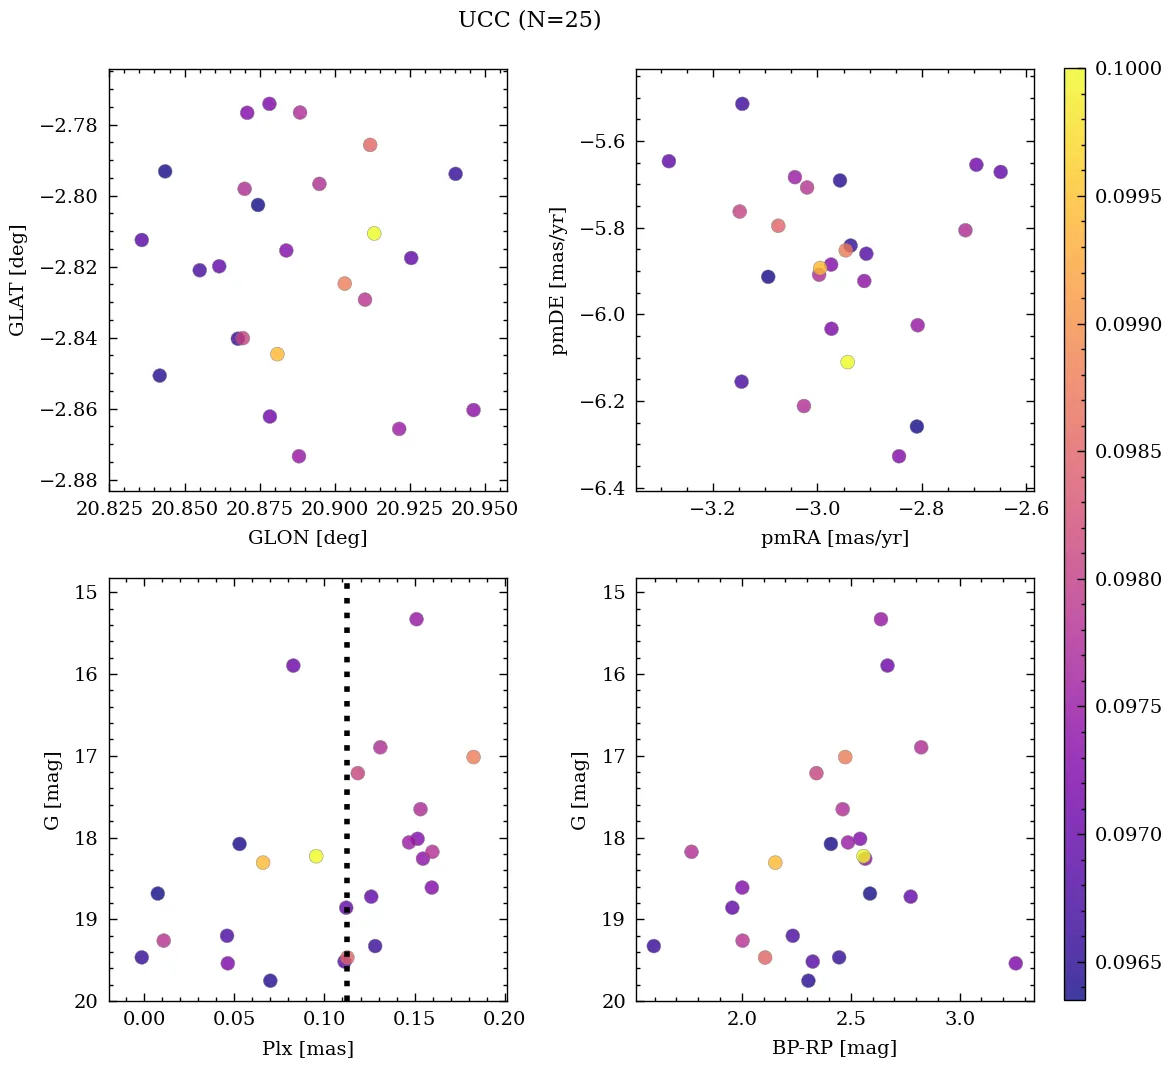 UCC (N=25)
−2.78
−2.80
−2.82
−2.84
−2.86
−2.88
GLAT [deg]
20.825 20.850 20.875 20.900 20.925 20.950
GLON [deg]
−5.6
−5.8
−6.0
−6.2
−6.4
pmDE [mas/yr]
−3.2 −3.0 −2.8 −2.6
pmRA [mas/yr]
15
16
17
18
19
20
G [mag]
0.00 0.05 0.10 0.15 0.20
Plx [mas]
15
16
17
18
19
20
G [mag]
2.0 2.5 3.0
BP-RP [mag]
0.1000
0.0995
0.0990
0.0985
0.0980
0.0975
0.0970
0.0965